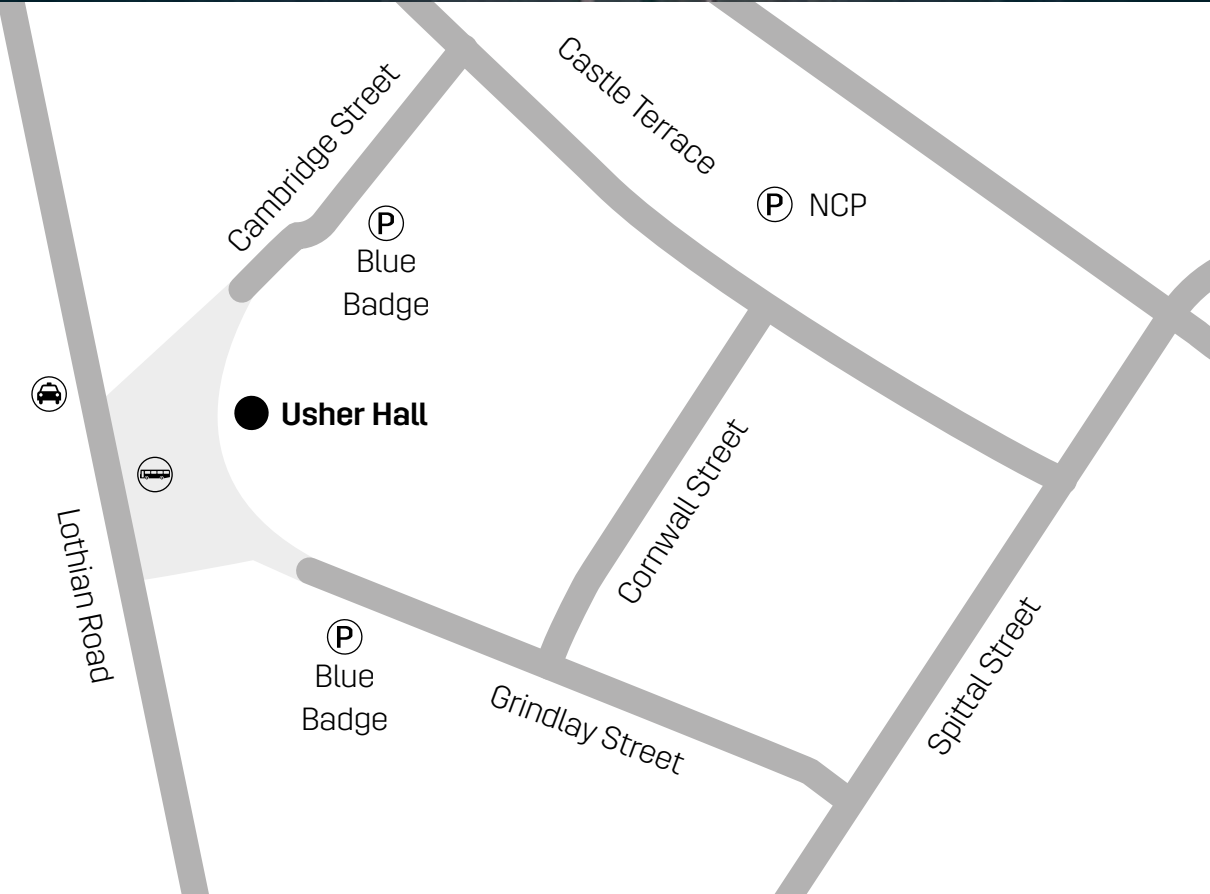 Castle Terrace
Cambridge Street
P NCP
P
Blue
Badge
Usher Hall
Cornwall Street
Lothian Road
P
Blue
Badge
Spittal Street
Grindlay Street